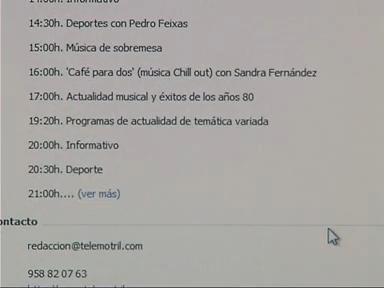 14:00h. Informativo
14:30h. Deportes con Pedro Feixas
15:00h. Música de sobremesa
16:00h. 'Café para dos' (música Chill out) con Sandra Fernández
17:00h. Actualidad musical y éxitos de los años 80
19:20h. Programas de actualidad de temática variada
20:00h. Informativo
20:30h. Deporte
21:00h.... (ver más)
ontacto
redaccion@telemotril.com
958 82 07 63